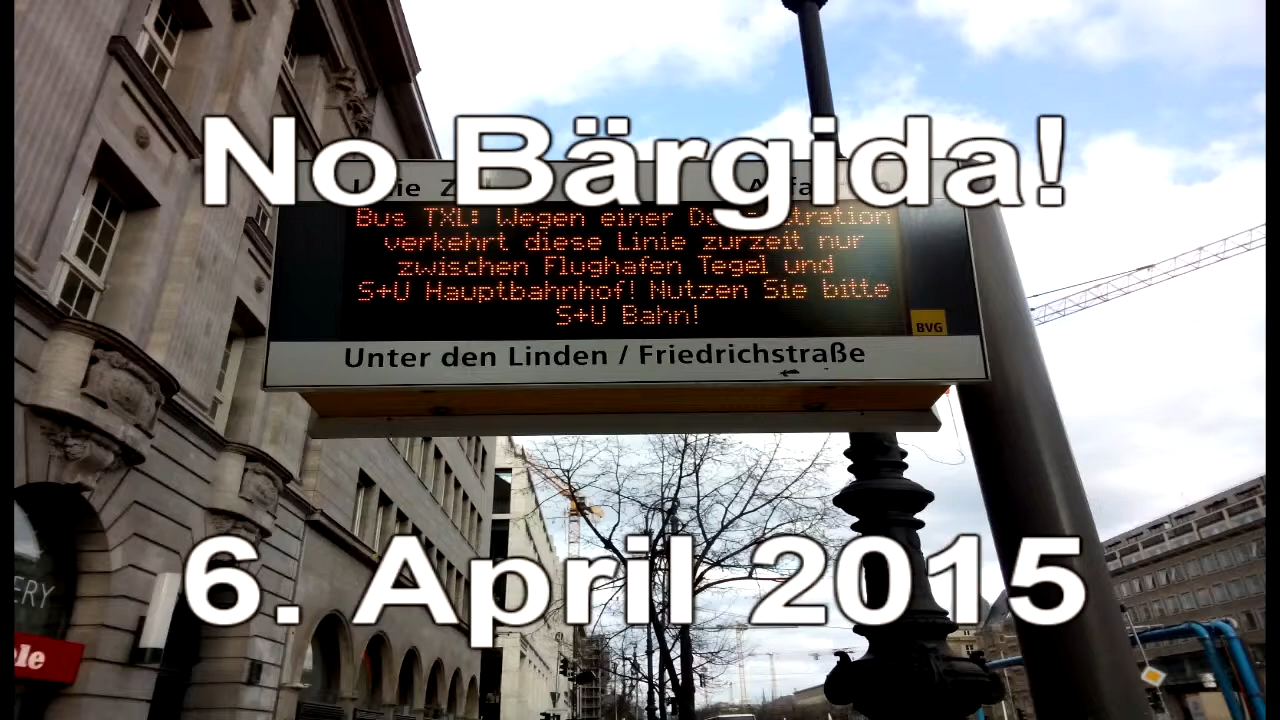 No Bärgida!
Bus TXL: Wegen einer
verkehrt diese Linie zurzeit nur
zwischen Flughafen Tegel und
S+U Hauptbahnhof! Nutzen Sie bitte
S+U Bahn!
BVG
Unter den Linden / Friedrichstraße
6. April 2015